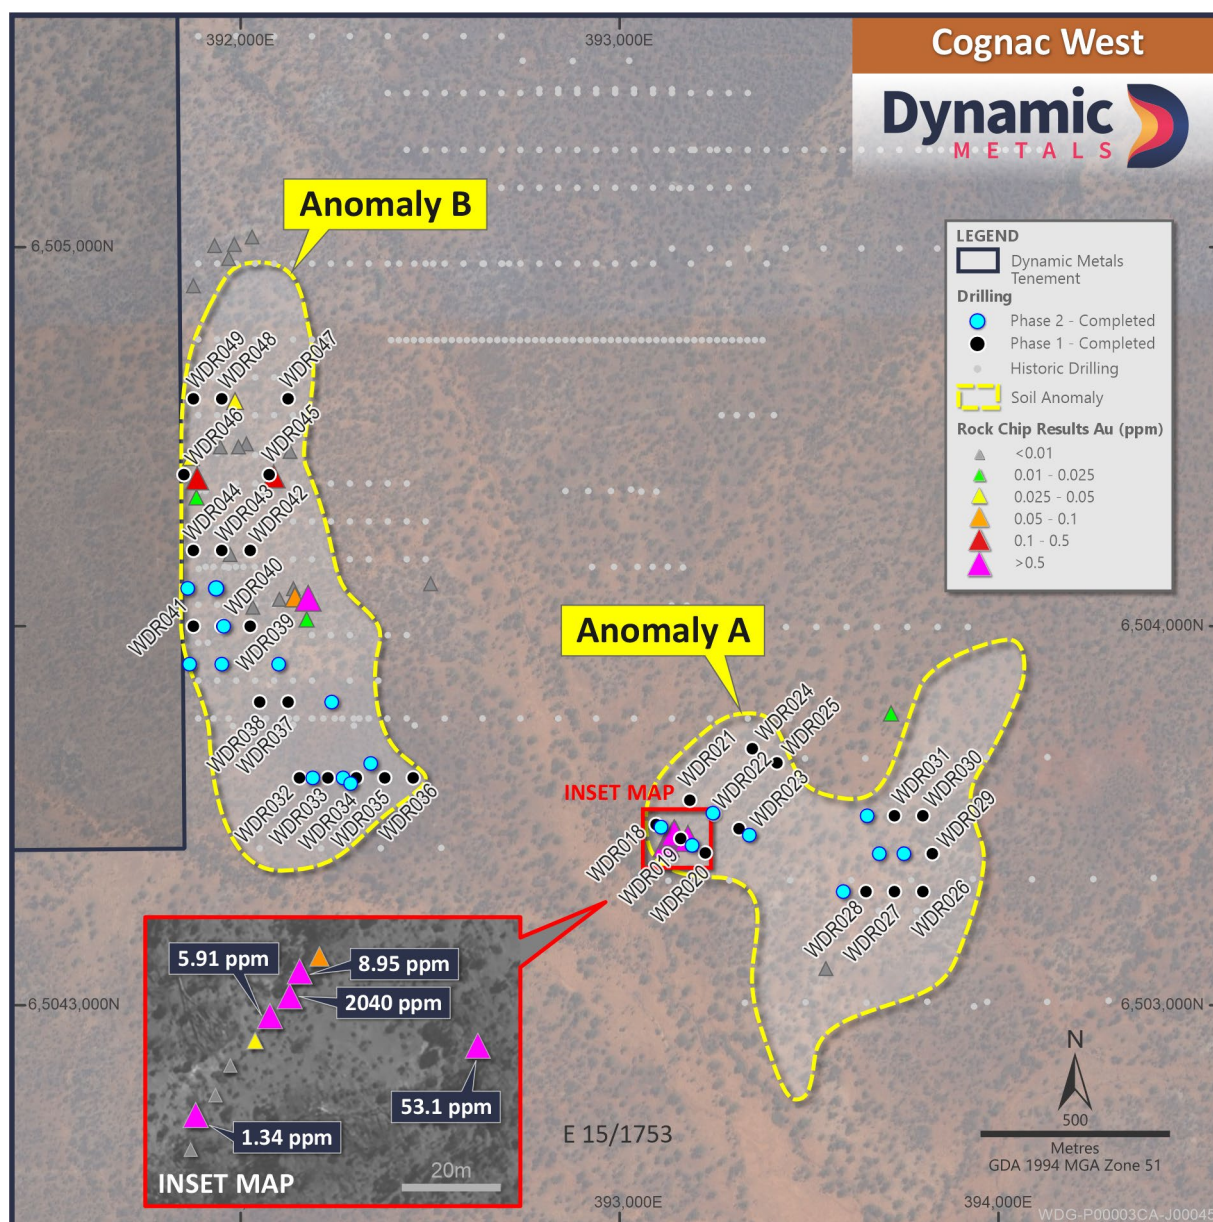 392,000E
393,000E
Cognac West
Dynamic
METALS
Anomaly B
6,505,000N
LEGEND
Dynamic Metals
Tenement
Drilling
Phase 2 - Completed
Phase 1 - Completed
Historic Drilling
Soil Anomaly
Rock Chip Results Au (ppm)
<0.01
0.01 - 0.025
0.025 - 0.05
0.05 - 0.1
0.1 - 0.5
>0.5
WDR049
WDR048
WDR047
WDR046
WDR045
WDR044
WDR043
WDR042
WDR041
WDR040
WDR039
WDR038
WDR037
WDR032
WDR033
WDR034
WDR035
WDR036
Anomaly A
6,504,000N
WDR024
WDR025
WDR021
WDR022
WDR023
INSET MAP
WDR018
WDR019
WDR020
WDR031
WDR030
WDR029
WDR028
WDR027
WDR026
6,5043,000N
6,503,000N
5.91 ppm
8.95 ppm
2040 ppm
53.1 ppm
1.34 ppm
INSET MAP
20m
E 15/1753
N
500
Metres
GDA 1994 MGA Zone 51
393,000E
394,000E
WDG-P00003CA-J00045